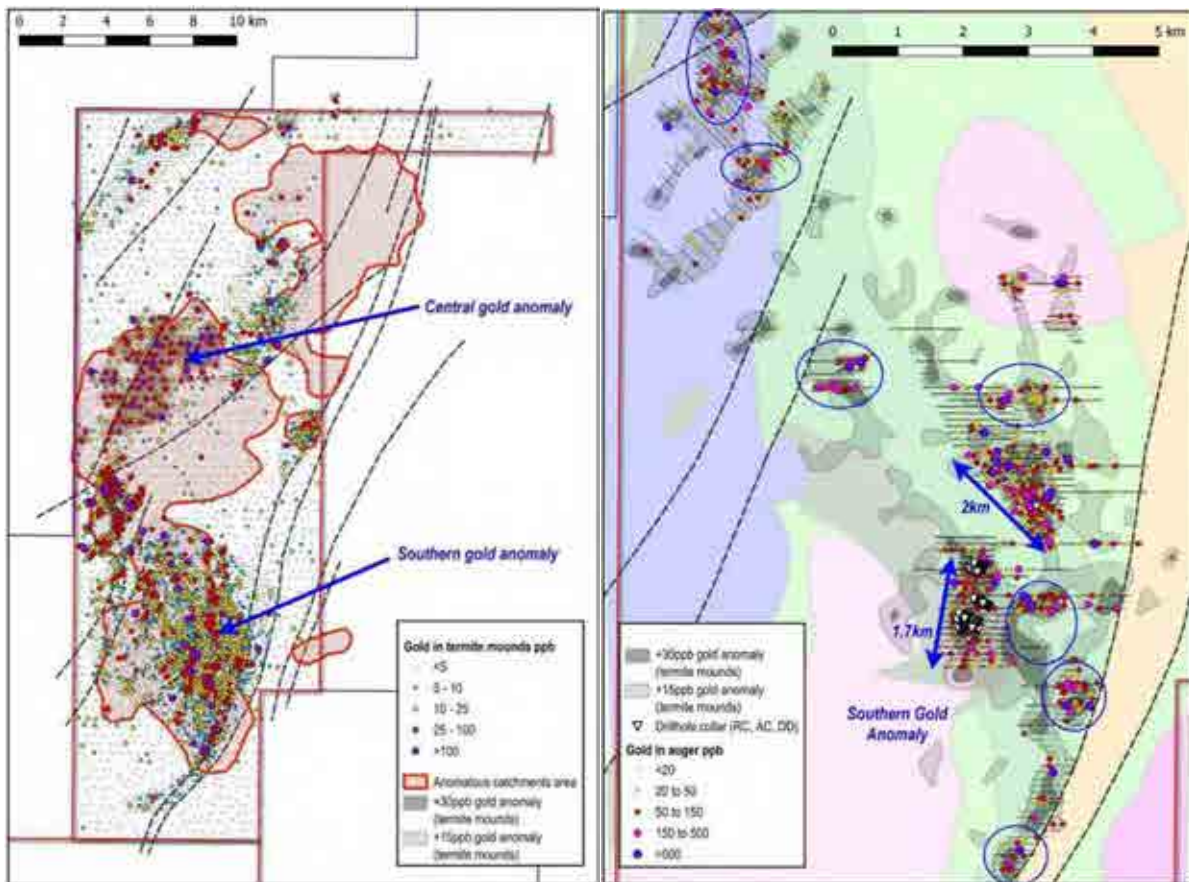 0 2 4 6 8 10 km
Central gold anomaly
Southern gold anomaly
Gold in termite mounds ppb
<5
5 - 10
10 - 25
25 - 100
>100
Anomalous catchments area
+30ppb gold anomaly
(termite mounds)
+15ppb gold anomaly
(termite mounds)
0 1 2 3 4 5 km
2km
1.7km
Southern Gold
Anomaly
+30ppb gold anomaly
(termite mounds)
+15ppb gold anomaly
(termite mounds)
Drillhole collar (RC, AC, DD)
Gold in auger ppb
<20
20 to 50
50 to 150
150 to 500